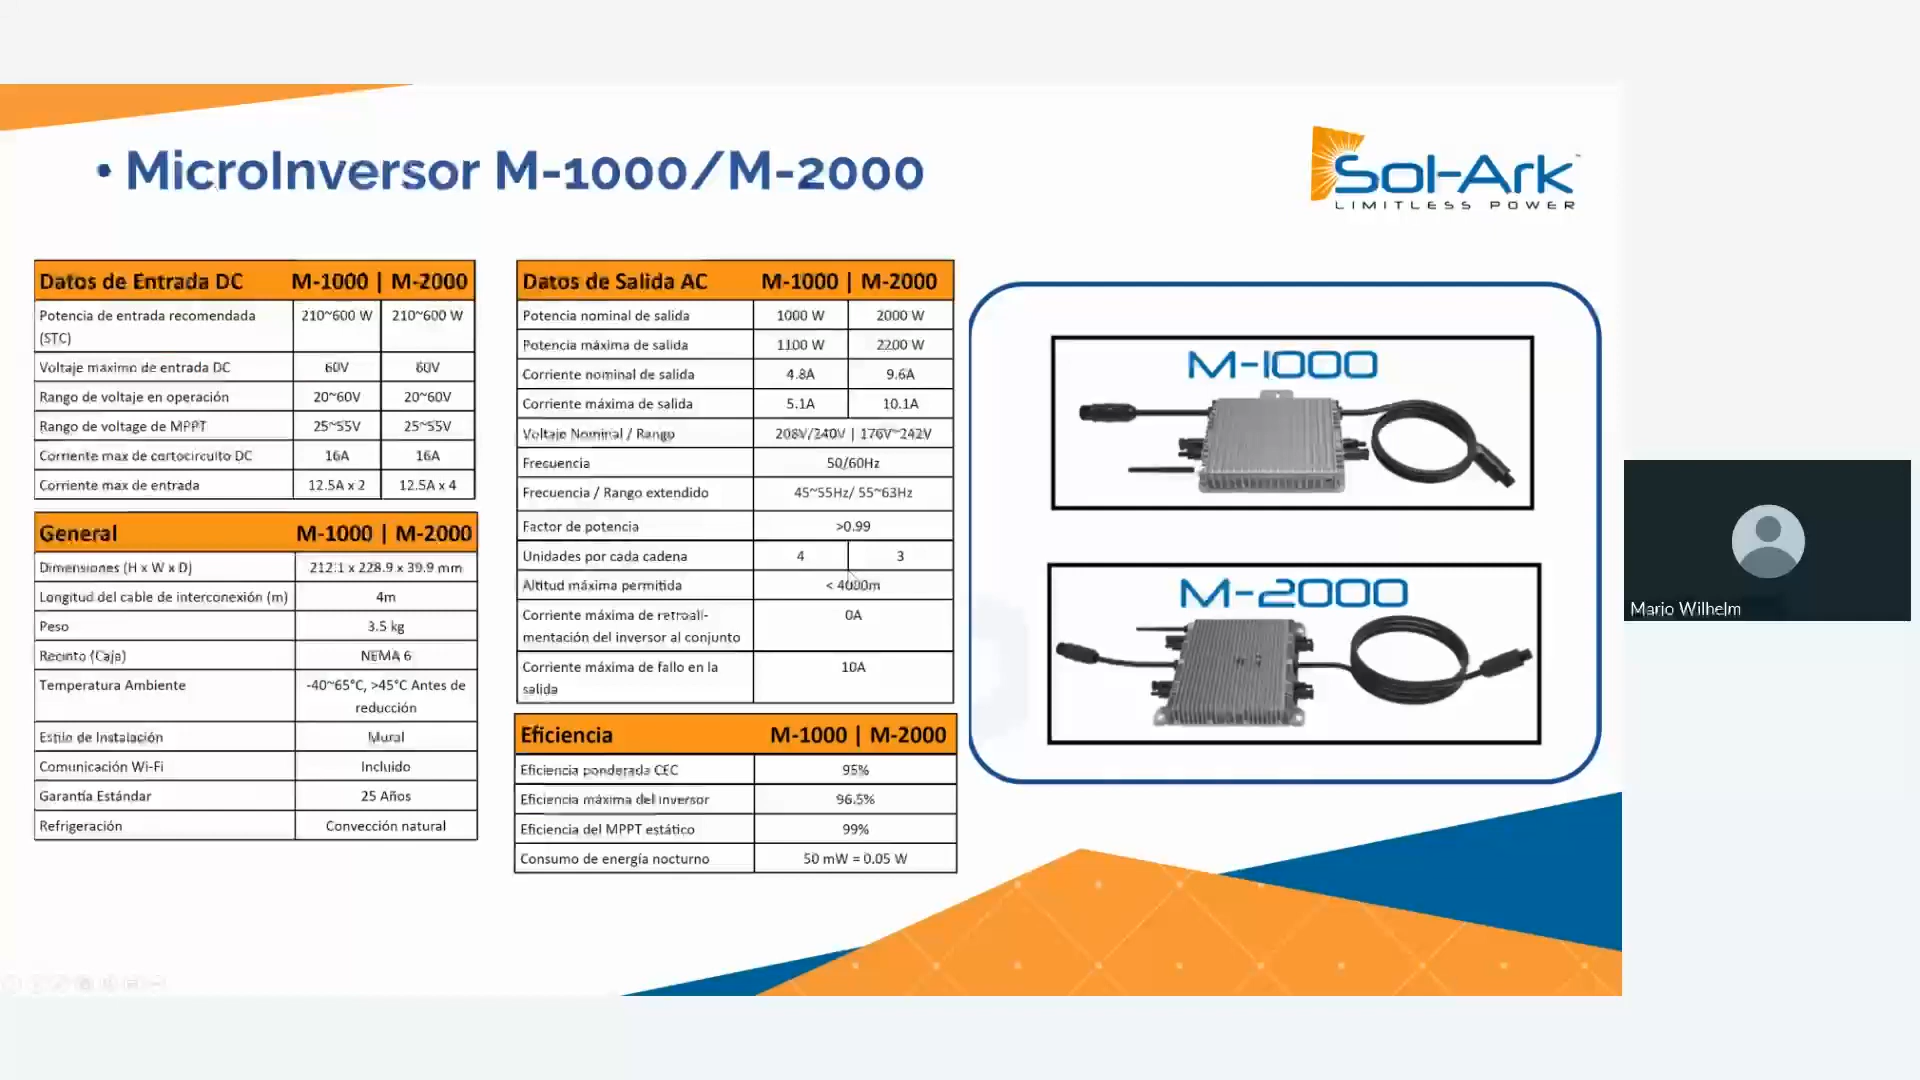 • MicroInversor M-1000/M-2000
Sol-Ark
LIMITLESS POWER
Datos de Entrada DC M-1000 | M-2000
Potencia de entrada recomendada (STC) 210~600 W 210~600 W
Voltaje maximo de entrada DC 60V 60V
Rango de voltaje en operación 20~60V 20~60V
Rango de voltage de MPPT 25~55V 25~55V
Corriente max de cortocircuito DC 16A 16A
Corriente max de entrada 12.5A x 2 12.5A x 4
General M-1000 | M-2000
Dimensiones (H x W x D) 212.1 x 228.9 x 39.9 mm
Longitud del cable de interconexión (m) 4m
Peso 3.5 kg
Recinto (Caja) NEMA 6
Temperatura Ambiente -40~65°C, >45°C Antes de reducción
Estilo de Instalación Mural
Comunicación Wi-Fi Incluido
Garantía Estándar 25 Años
Refrigeración Convección natural
Datos de Salida AC M-1000 | M-2000
Potencia nominal de salida 1000 W 2000 W
Potencia máxima de salida 1100 W 2200 W
Corriente nominal de salida 4.8A 9.6A
Corriente máxima de salida 5.1A 10.1A
Voltaje Nominal / Rango 208V/240V | 176V~242V
Frecuencia 50/60Hz
Frecuencia / Rango extendido 45~55Hz/ 55~63Hz
Factor de potencia >0.99
Unidades por cada cadena 4 3
Altitud máxima permitida < 4000m
Corriente máxima de retroali-
mentación del inversor al conjunto 0A
Corriente máxima de fallo en la
salida 10A
Eficiencia M-1000 | M-2000
Eficiencia ponderada CEC 95%
Eficiencia máxima del inversor 96.5%
Eficiencia del MPPT estático 99%
Consumo de energía nocturno 50 mW = 0.05 W
M-1000
M-2000
Mario Wilhelm